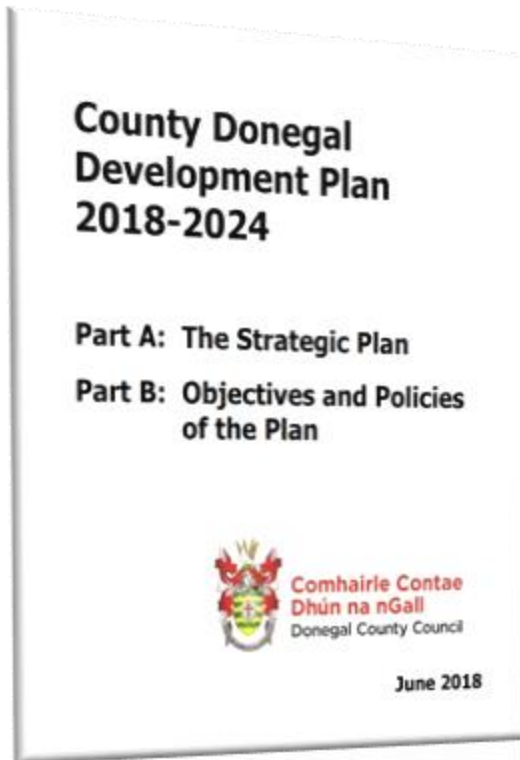 County Donegal
Development Plan
2018-2024
Part A: The Strategic Plan
Part B: Objectives and Policies
of the Plan
Comhairle Contae
Dhún na nGall
Donegal County Council
June 2018